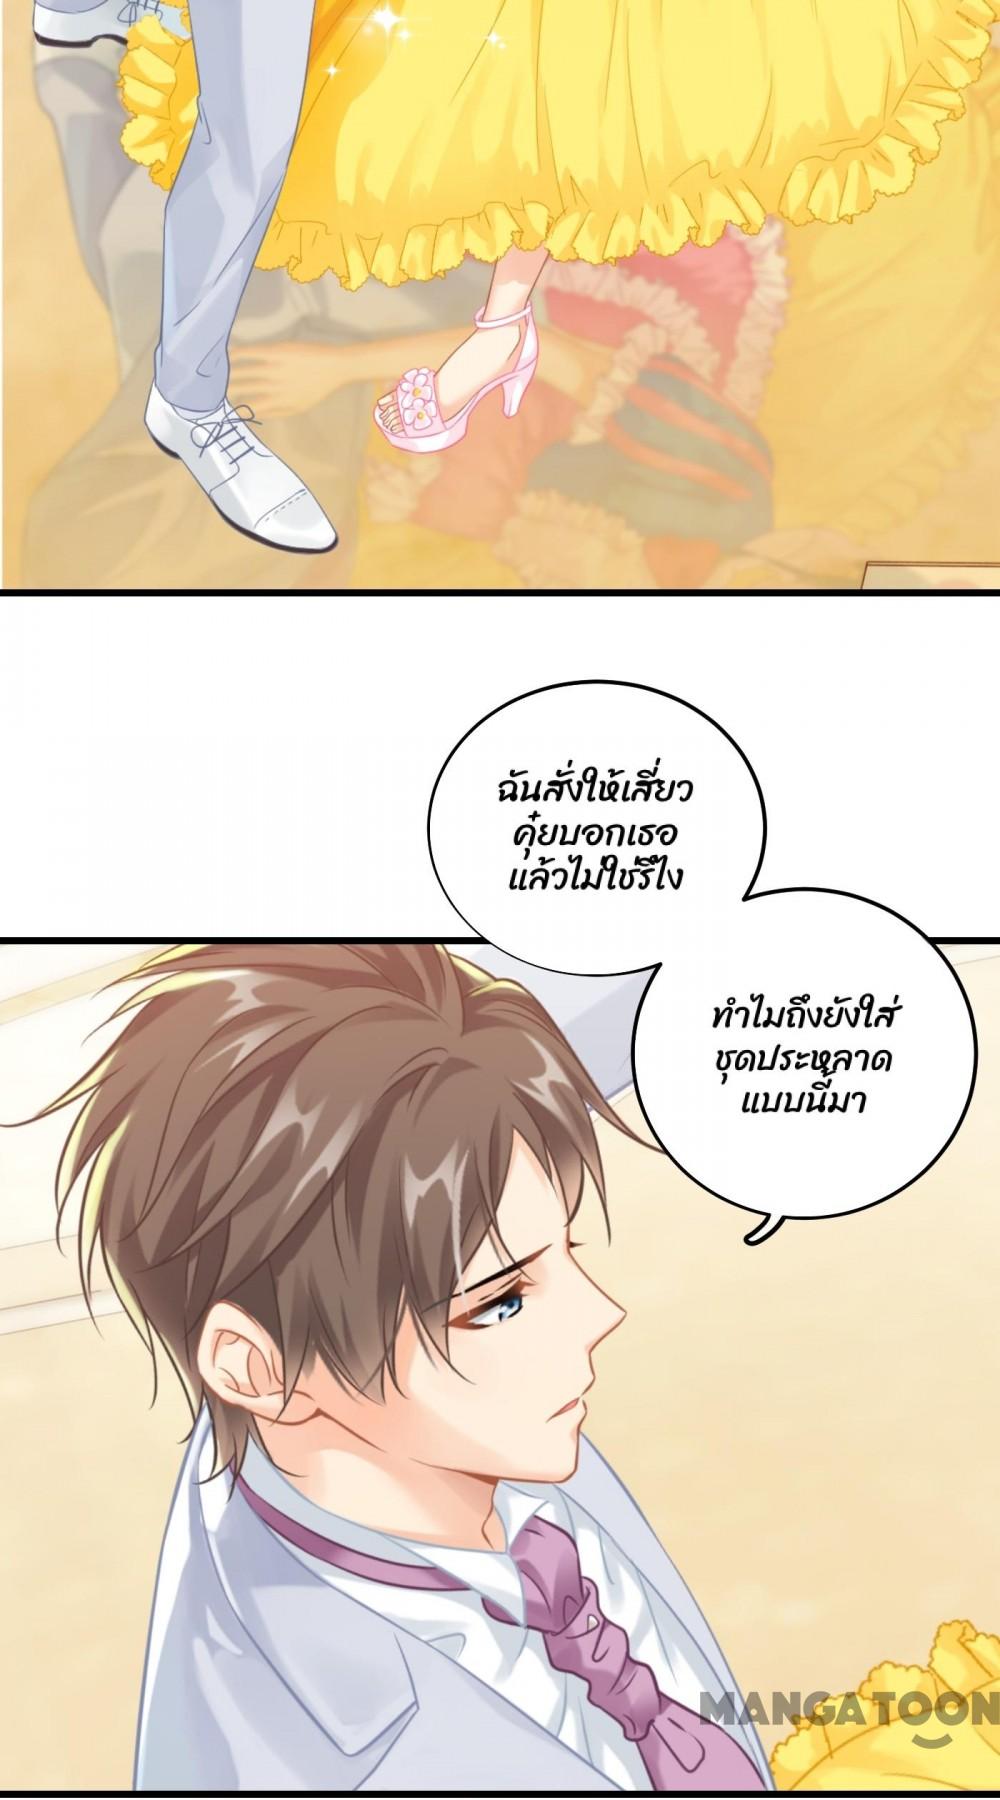 ฉันสั่งให้เสี่ยว
คุ๋ยบอกเธอ
แล้วไม่ใช่รึไง
ทำไมถึงยังใส่
ชุดประหลาด
แบบนี้มา
MANGATOON